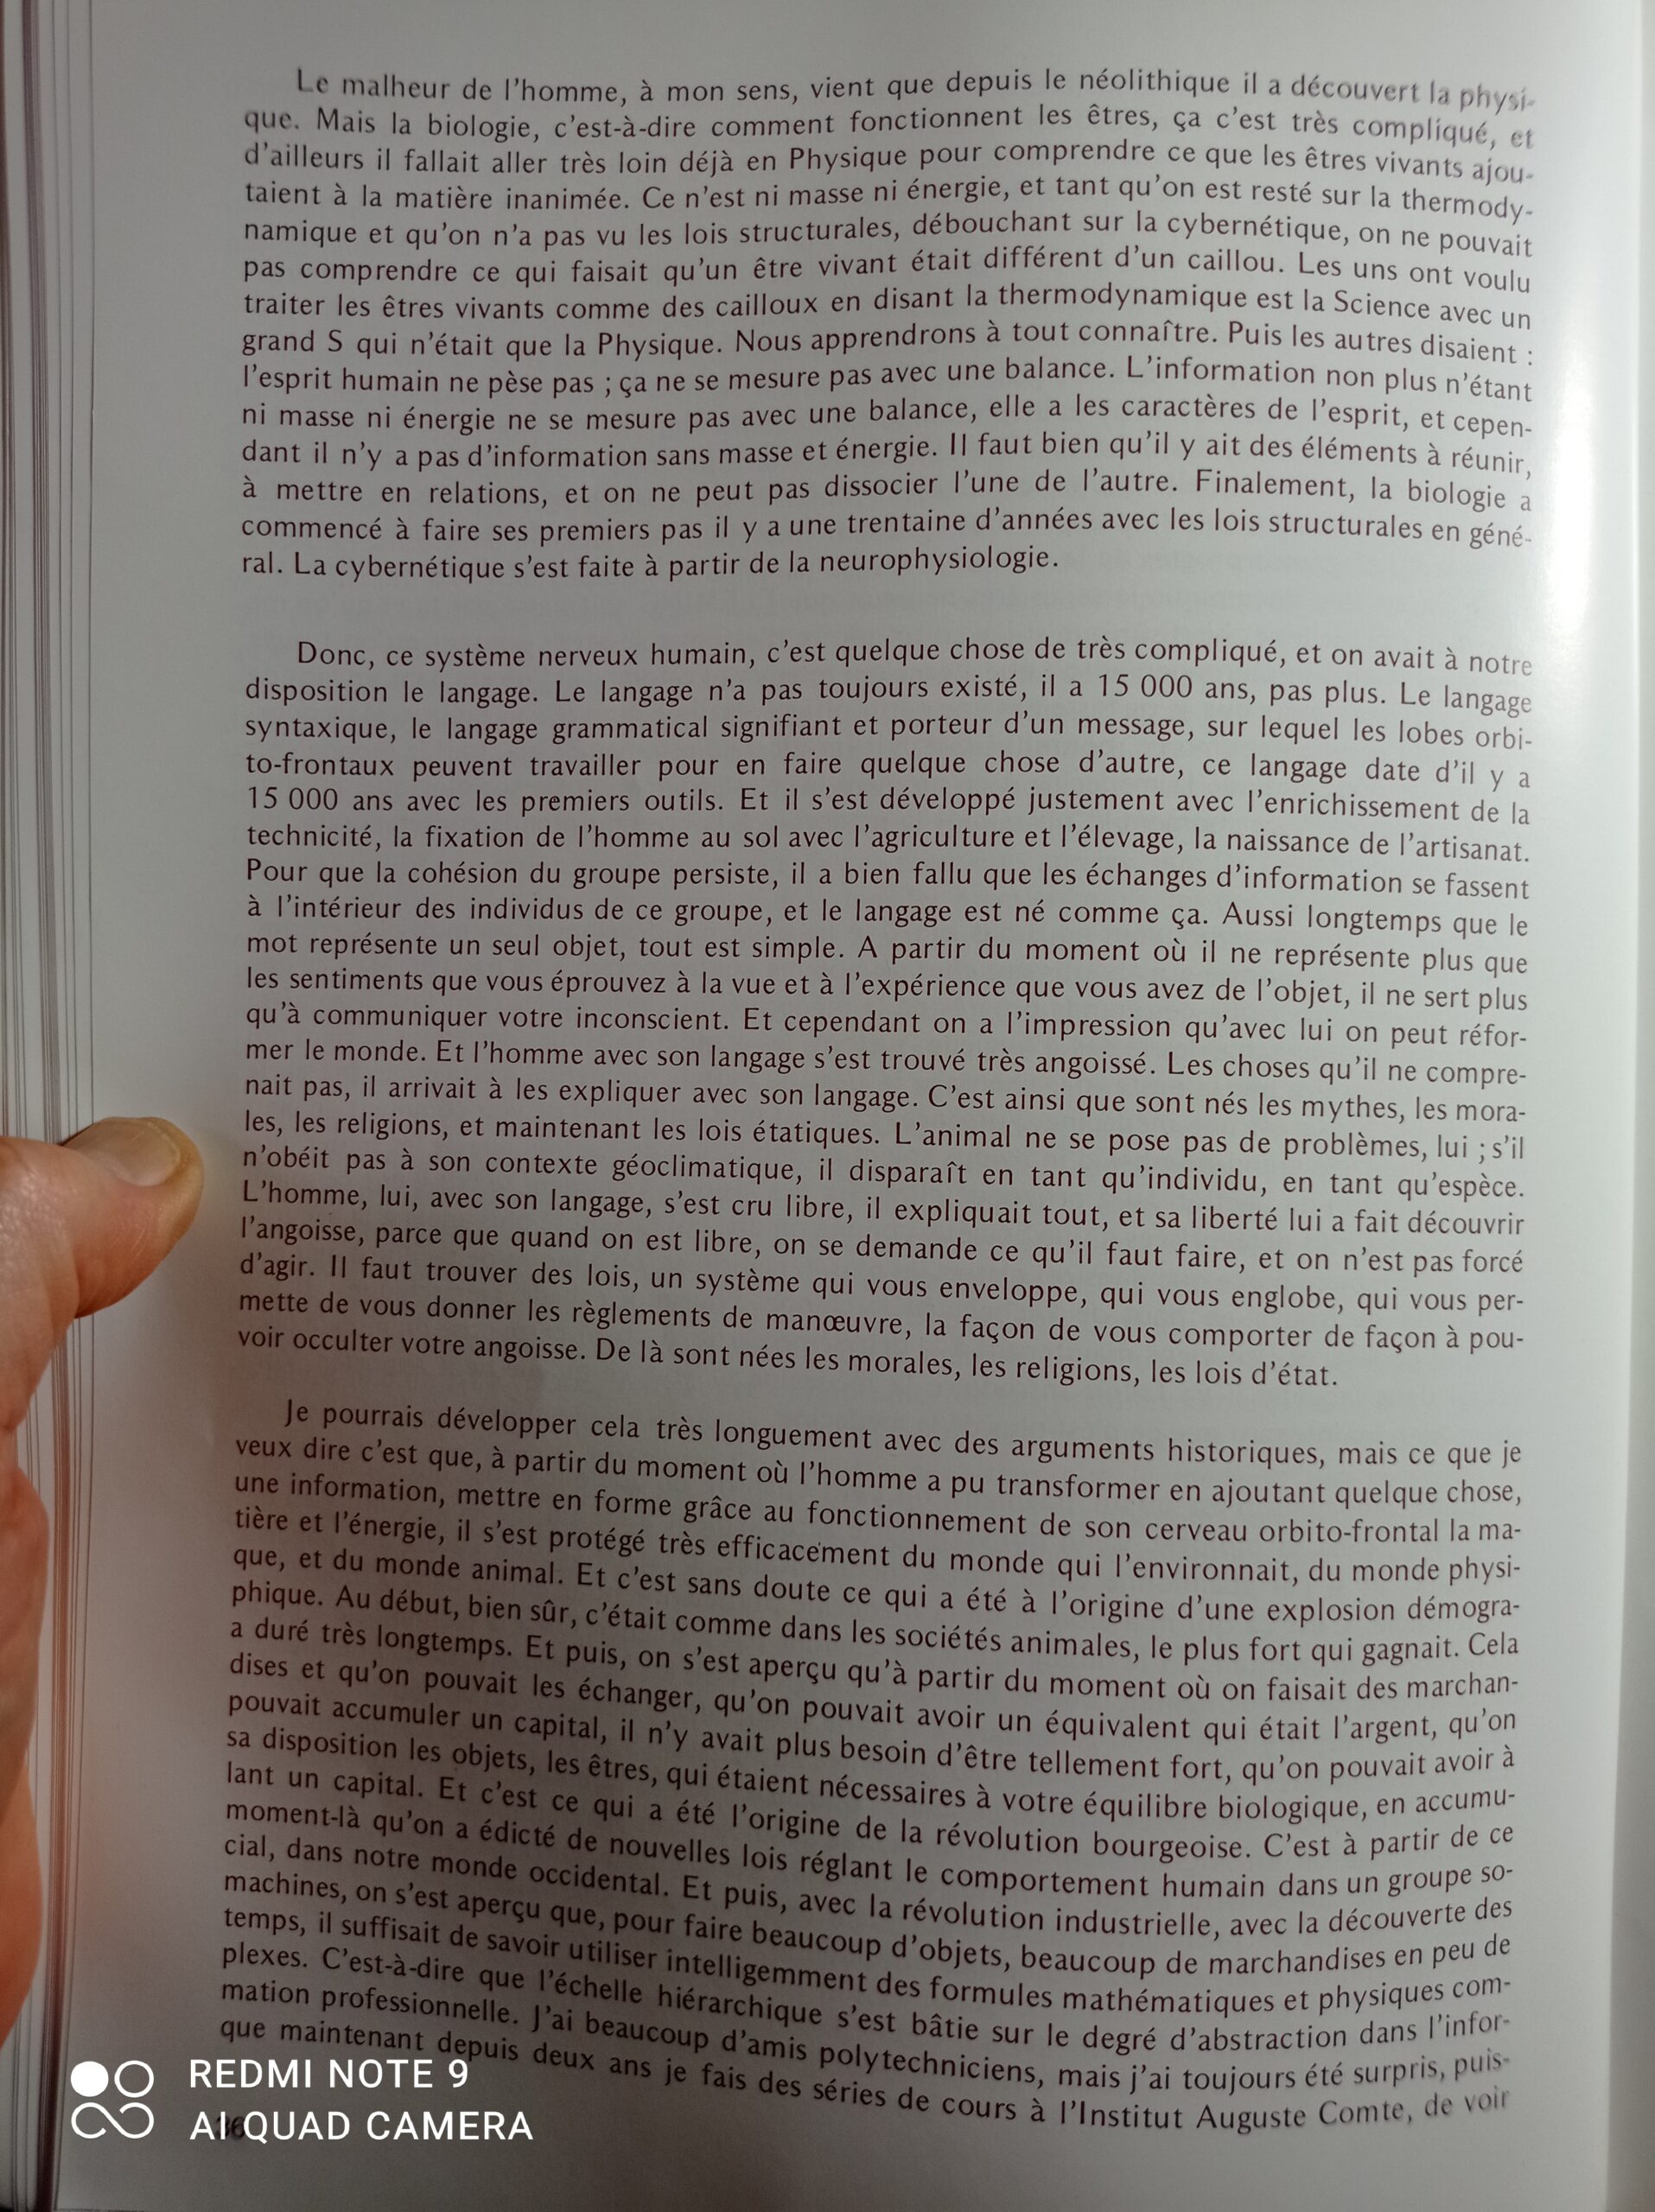 Le malheur de l'homme, à mon sens, vient que depuis le néolithique il a découvert la physi-
que. Mais la biologie, c'est-à-dire comment fonctionnent les êtres, ça c'est très compliqué, et
d'ailleurs il fallait aller très loin déjà en Physique pour comprendre ce que les êtres vivants ajou-
taient à la matière inanimée. Ce n'est ni masse ni énergie, et tant qu'on est resté sur la thermody-
namique et qu'on n'a pas vu les lois structurales, débouchant sur la cybernétique, on ne pouvait
pas comprendre ce qui faisait qu'un être vivant était différent d'un caillou. Les uns ont voulu
traiter les êtres vivants comme des cailloux en disant la thermodynamique est la Science avec un
grand S qui n'était que la Physique. Nous apprendrons à tout connaître. Puis les autres disaient :
l'esprit humain ne pèse pas ; ça ne se mesure pas avec une balance. L'information non plus n'étant
ni masse ni énergie ne se mesure pas avec une balance, elle a les caractères de l'esprit, et cepen-
dant il n'y a pas d'information sans masse et énergie. Il faut bien qu'il y ait des éléments à réunir,
à mettre en relations, et on ne peut pas dissocier l'une de l'autre. Finalement, la biologie a
commencé à faire ses premiers pas il y a une trentaine d'années avec les lois structurales en géné-
ral. La cybernétique s'est faite à partir de la neurophysiologie.
Donc, ce système nerveux humain, c'est quelque chose de très compliqué, et on avait à notre
disposition le langage. Le langage n'a pas toujours existé, il a 15 000 ans, pas plus. Le langage
syntaxique, le langage grammatical signifiant et porteur d'un message, sur lequel les lobes orbi-
to-frontaux peuvent travailler pour en faire quelque chose d'autre, ce langage date d'il y a
15 000 ans avec les premiers outils. Et il s'est développé justement avec l'enrichissement de la
technicité, la fixation de l'homme au sol avec l'agriculture et l'élevage, la naissance de l'artisanat.
Pour que la cohésion du groupe persiste, il a bien fallu que les échanges d'information se fassent
à l'intérieur des individus de ce groupe, et le langage est né comme ça. Aussi longtemps que le
mot représente un seul objet, tout est simple. A partir du moment où il ne représente plus que
les sentiments que vous éprouvez à la vue et à l'expérience que vous avez de l'objet, il ne sert plus
qu'à communiquer votre inconscient. Et cependant on a l'impression qu'avec lui on peut réfor-
mer le monde. Et l'homme avec son langage s'est trouvé très angoissé. Les choses qu'il ne compre-
nait pas, il arrivait à les expliquer avec son langage. C'est ainsi que sont nés les mythes, les mora-
les, les religions, et maintenant les lois étatiques. L'animal ne se pose pas de problèmes, lui ; s'il
n'obéit pas à son contexte géoclimatique, il disparaît en tant qu'individu, en tant qu'espèce.
L'homme, lui, avec son langage, s'est cru libre, il expliquait tout, et sa liberté lui a fait découvrir
l'angoisse, parce que quand on est libre, on se demande ce qu'il faut faire, et on n'est pas forcé
d'agir. Il faut trouver des lois, un système qui vous enveloppe, qui vous englobe, qui vous per-
mette de vous donner les règlements de manœuvre, la façon de vous comporter de façon à pou-
voir occulter votre angoisse. De là sont nées les morales, les religions, les lois d'état.
Je pourrais développer cela très longuement avec des arguments historiques, mais ce que je
veux dire c'est que, à partir du moment où l'homme a pu transformer en ajoutant quelque chose,
une information, mettre en forme grâce au fonctionnement de son cerveau orbito-frontal la ma-
tière et l'énergie, il s'est protégé très efficacement du monde qui l'environnait, du monde physi-
que, et du monde animal. Et c'est sans doute ce qui a été à l'origine d'une explosion démogra-
phique. Au début, bien sûr, c'était comme dans les sociétés animales, le plus fort qui gagnait. Cela
a duré très longtemps. Et puis, on s'est aperçu qu'à partir du moment où on faisait des marchan-
dises et qu'on pouvait les échanger, qu'on pouvait avoir un équivalent qui était l'argent, qu'on
pouvait accumuler un capital, il n'y avait plus besoin d'être tellement fort, qu'on pouvait avoir à
sa disposition les objets, les êtres, qui étaient nécessaires à votre équilibre biologique, en accumu-
lant un capital. Et c'est ce qui a été l'origine de la révolution bourgeoise. C'est à partir de ce
moment-là qu'on a édicté de nouvelles lois réglant le comportement humain dans un groupe so-
cial, dans notre monde occidental. Et puis, avec la révolution industrielle, avec la découverte des
machines, on s'est aperçu que, pour faire beaucoup d'objets, beaucoup de marchandises en peu de
temps, il suffisait de savoir utiliser intelligemment des formules mathématiques et physiques com-
plexes. C'est-à-dire que l'échelle hiérarchique s'est bâtie sur le degré d'abstraction dans l'infor-
mation professionnelle. J'ai beaucoup d'amis polytechniciens, mais j'ai toujours été surpris, puis-
que maintenant depuis deux ans je fais des séries de cours à l'Institut Auguste Comte, de voir
36
REDMI NOTE 9
AI QUAD CAMERA